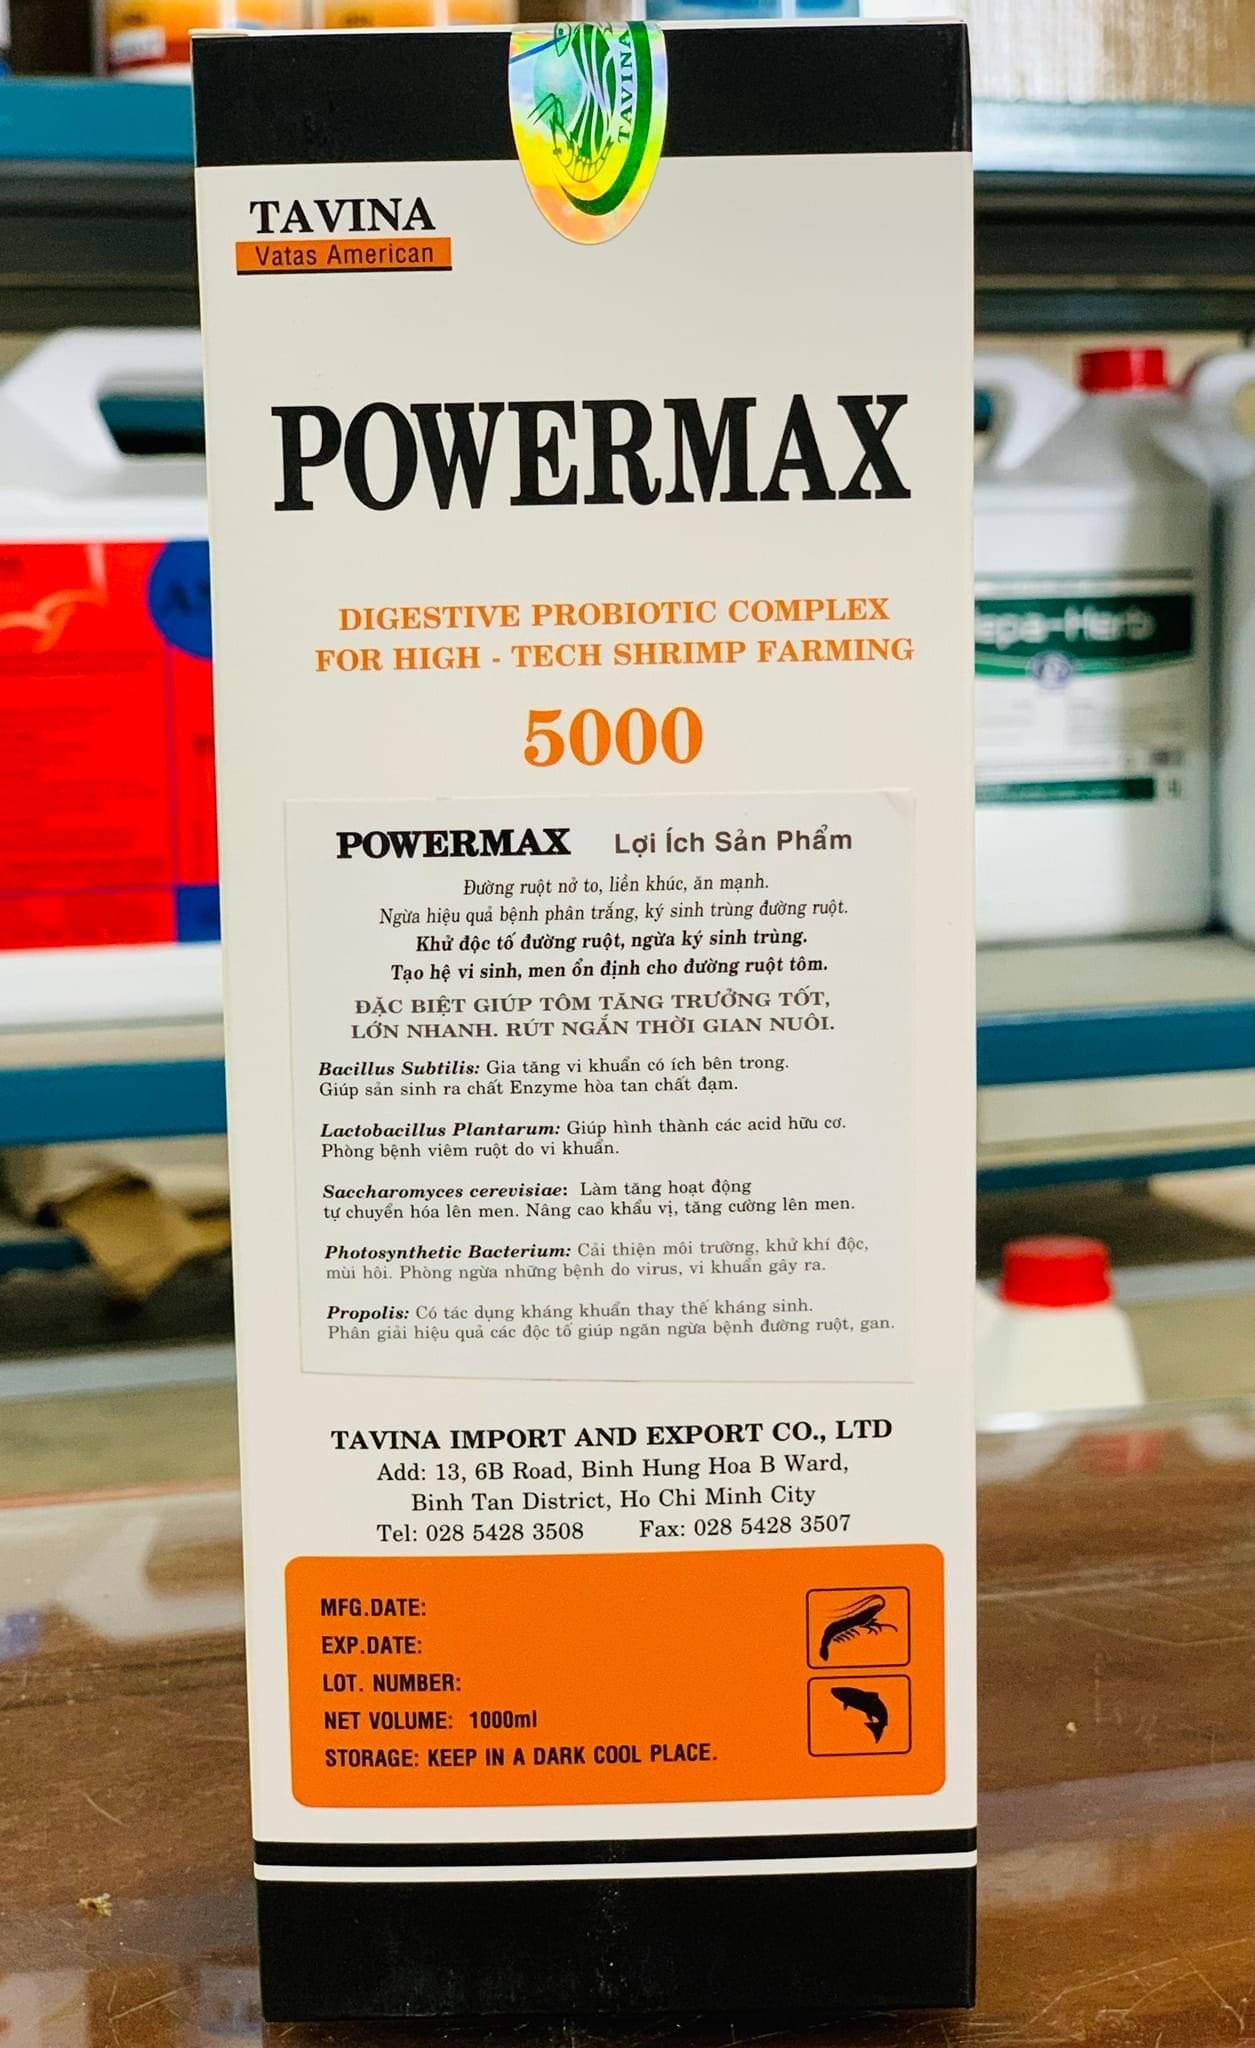 TAVINA
TAVINA
Vatas American
POWERMAX
DIGESTIVE PROBIOTIC COMPLEX
FOR HIGH - TECH SHRIMP FARMING
5000
POWERMAX Lợi Ích Sản Phẩm
Đường ruột nở to, liền khúc, ăn mạnh.
Ngừa hiệu quả bệnh phân trắng, ký sinh trùng đường ruột.
Khử độc tố đường ruột, ngừa ký sinh trùng.
Tạo hệ vi sinh, men ổn định cho đường ruột tôm.
ĐẶC BIỆT GIÚP TÔM TĂNG TRƯỞNG TỐT,
LỚN NHANH. RÚT NGẮN THỜI GIAN NUÔI.
Bacillus Subtilis: Gia tăng vi khuẩn có ích bên trong.
Giúp sản sinh ra chất Enzyme hòa tan chất đạm.
Lactobacillus Plantarum: Giúp hình thành các acid hữu cơ.
Phòng bệnh viêm ruột do vi khuẩn.
Saccharomyces cerevisiae: Làm tăng hoạt động
tự chuyển hóa lên men. Nâng cao khẩu vị, tăng cường lên men.
Photosynthetic Bacterium: Cải thiện môi trường, khử khí độc,
mùi hôi. Phòng ngừa những bệnh do virus, vi khuẩn gây ra.
Propolis: Có tác dụng kháng khuẩn thay thế kháng sinh.
Phân giải hiệu quả các độc tố giúp ngăn ngừa bệnh đường ruột, gan.
TAVINA IMPORT AND EXPORT CO., LTD
Add: 13, 6B Road, Binh Hung Hoa B Ward,
Binh Tan District, Ho Chi Minh City
Tel: 028 5428 3508 Fax: 028 5428 3507
MFG.DATE:
EXP.DATE:
LOT. NUMBER:
NET VOLUME: 1000ml
STORAGE: KEEP IN A DARK COOL PLACE.
epa-Herb